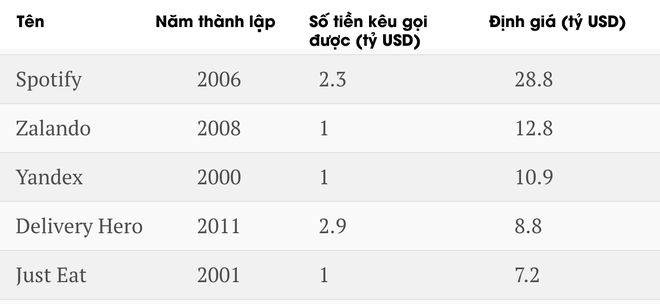 Tên Năm thành lập Số tiền kêu gọi Định giá (tỷ USD)
được (tỷ USD)
Spotify 2006 2.3 28.8
Zalando 2008 1 12.8
Yandex 2000 1 10.9
Delivery Hero 2011 2.9 8.8
Just Eat 2001 1 7.2